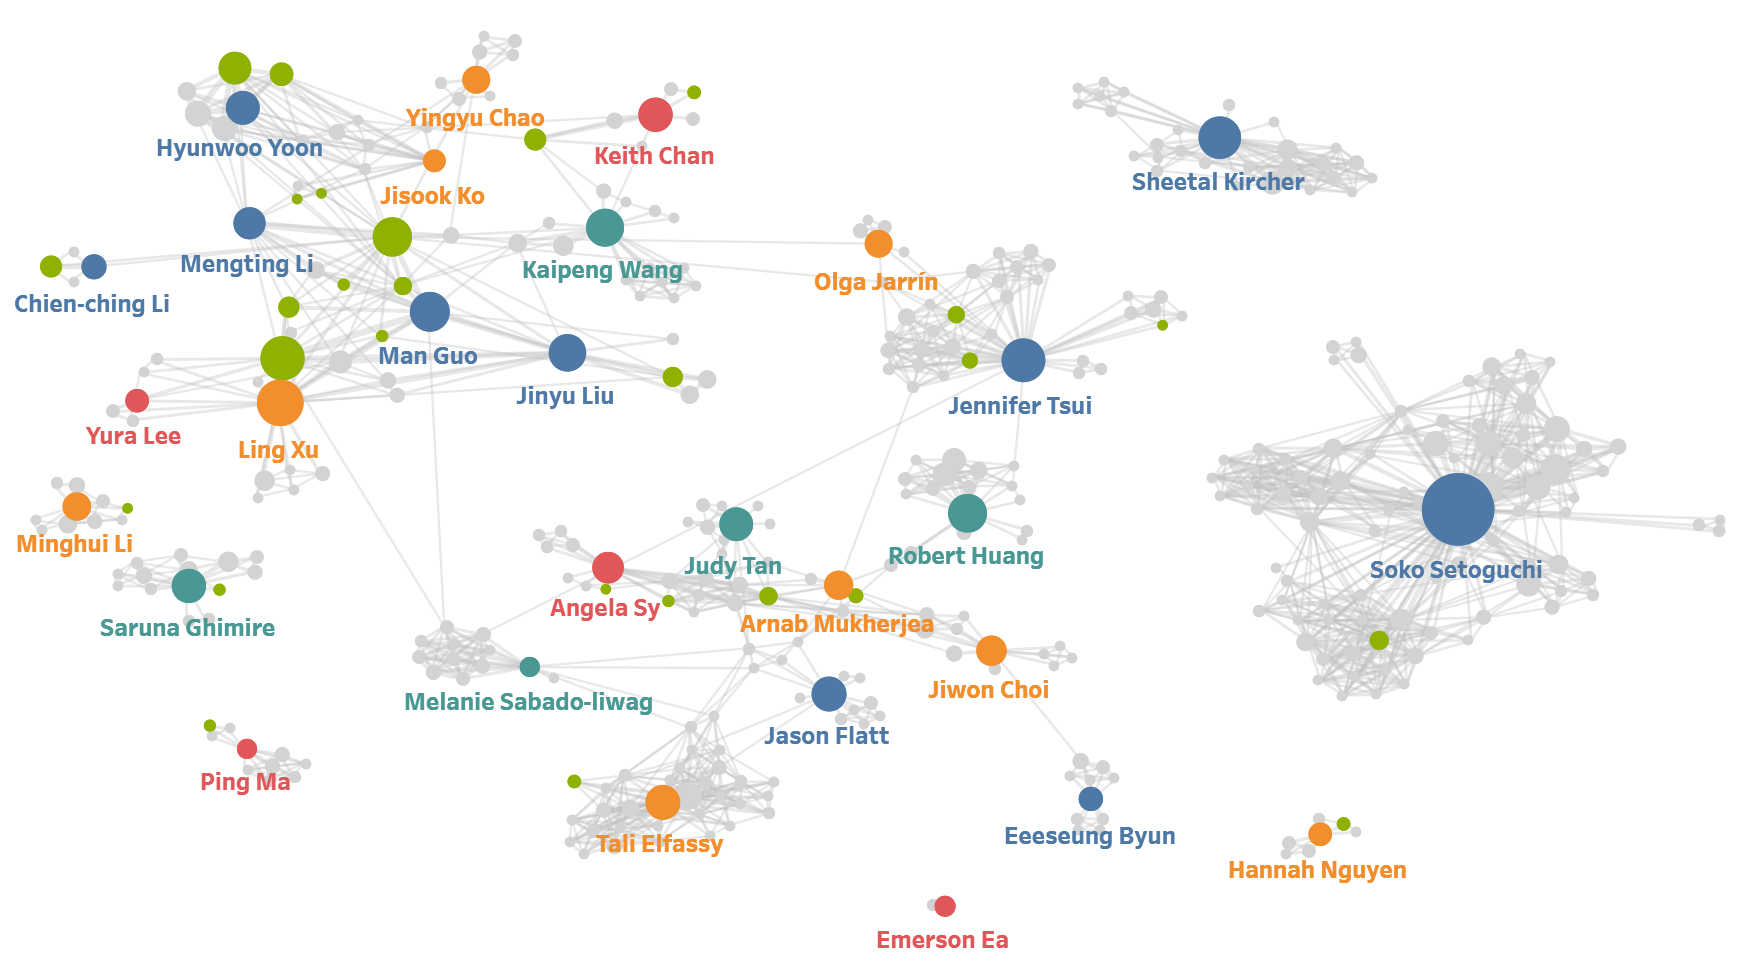 Yingyu Chao
Hyunwoo Yoon
Keith Chan
Jisook Ko
Sheetal Kircher
Mengting Li
Kaipeng Wang
Olga Jarrín
Chien-ching Li
Man Guo
Jinyu Liu
Jennifer Tsui
Yura Lee
Ling Xu
Minghui Li
Robert Huang
Judy Tan
Soko Setoguchi
Angela Sy
Saruna Ghimire
Arnab Mukherjea
Melanie Sabado-liwag
Jiwon Choi
Jason Flatt
Ping Ma
Tali Elfassy
Eeeseung Byun
Hannah Nguyen
Emerson Ea